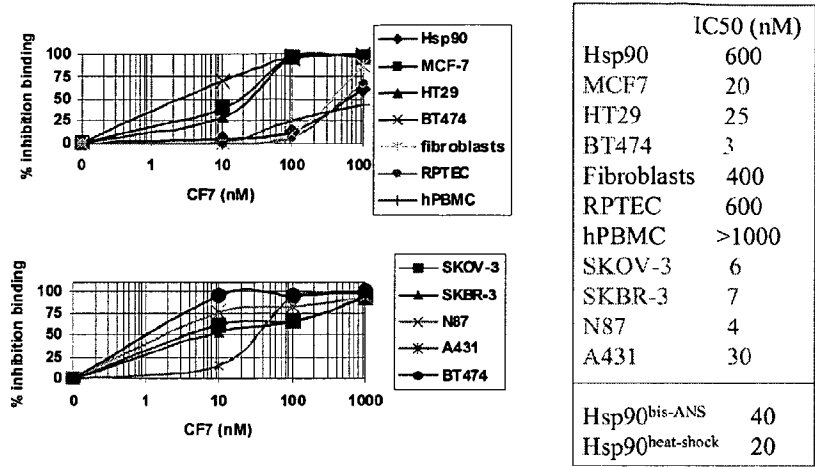 100
75
50
25
0
% inhibition binding
0 1 10 100 100
CF7 (nM)
Hsp90
MCF-7
HT29
BT474
fibroblasts
RPTEC
hPBMC
100
75
50
25
0
% inhibition binding
0 1 10 100 1000
CF7 (nM)
SKOV-3
SKBR-3
N87
A431
BT474
IC50 (nM)
Hsp90 600
MCF7 20
HT29 25
BT474 3
Fibroblasts 400
RPTEC 600
hPBMC >1000
SKOV-3 6
SKBR-3 7
N87 4
A431 30
Hsp90bis-ANS 40
Hsp90heat-shock 20